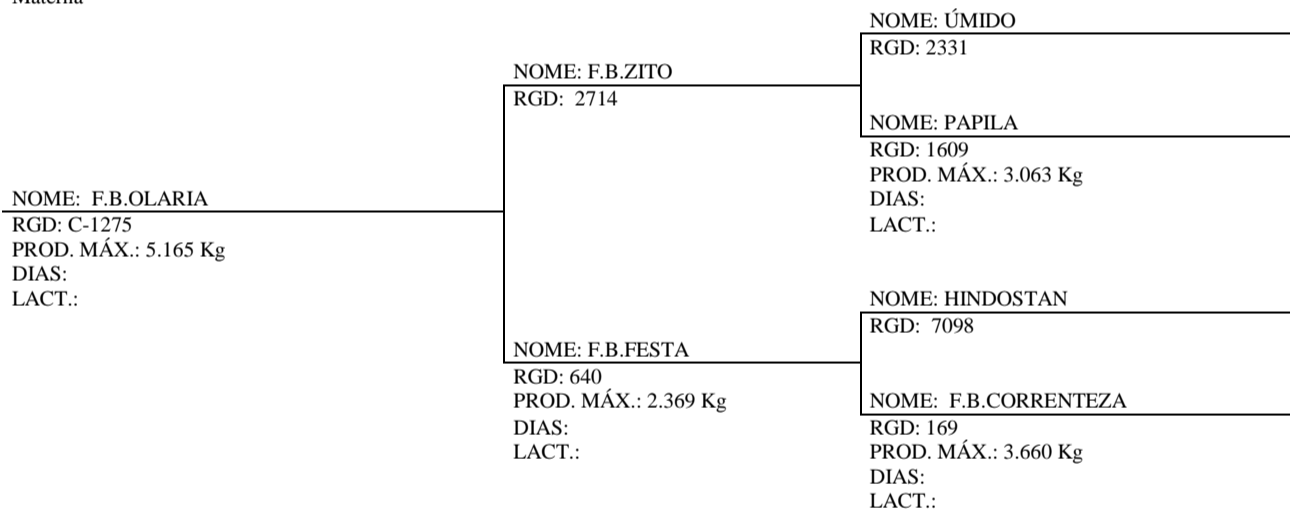 Materna
NOME: F.B.OLARIA
RGD: C-1275
PROD. MÁX.: 5.165 Kg
DIAS:
LACT.:
NOME: F.B.ZITO
RGD: 2714
NOME: F.B.FESTA
RGD: 640
PROD. MÁX.: 2.369 Kg
DIAS:
LACT.:
NOME: ÚMIDO
RGD: 2331
NOME: PAPILA
RGD: 1609
PROD. MÁX.: 3.063 Kg
DIAS:
LACT.:
NOME: HINDOSTAN
RGD: 7098
NOME: F.B.CORRENTEZA
RGD: 169
PROD. MÁX.: 3.660 Kg
DIAS:
LACT.: